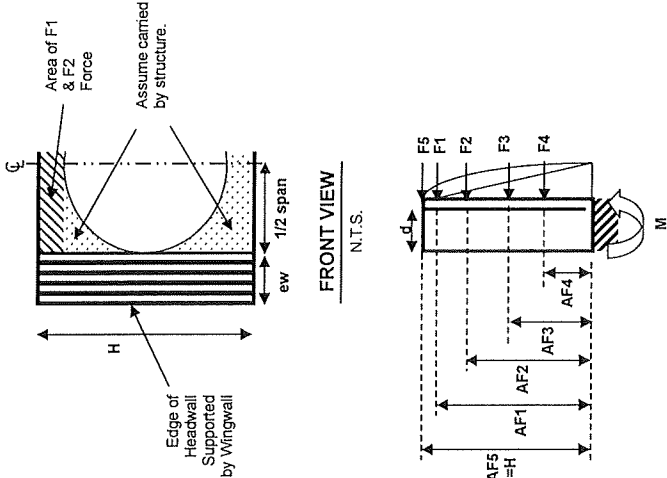 Area of F1
& F2
Force
Assume carried
by structure.
℄
1/2 span
ew
H
Edge of
Headwall
Supported
by Wingwall
FRONT VIEW
N.T.S.
F5
F1
F2
F3
F4
d
M
AF4
AF3
AF2
AF1
AF5
=H